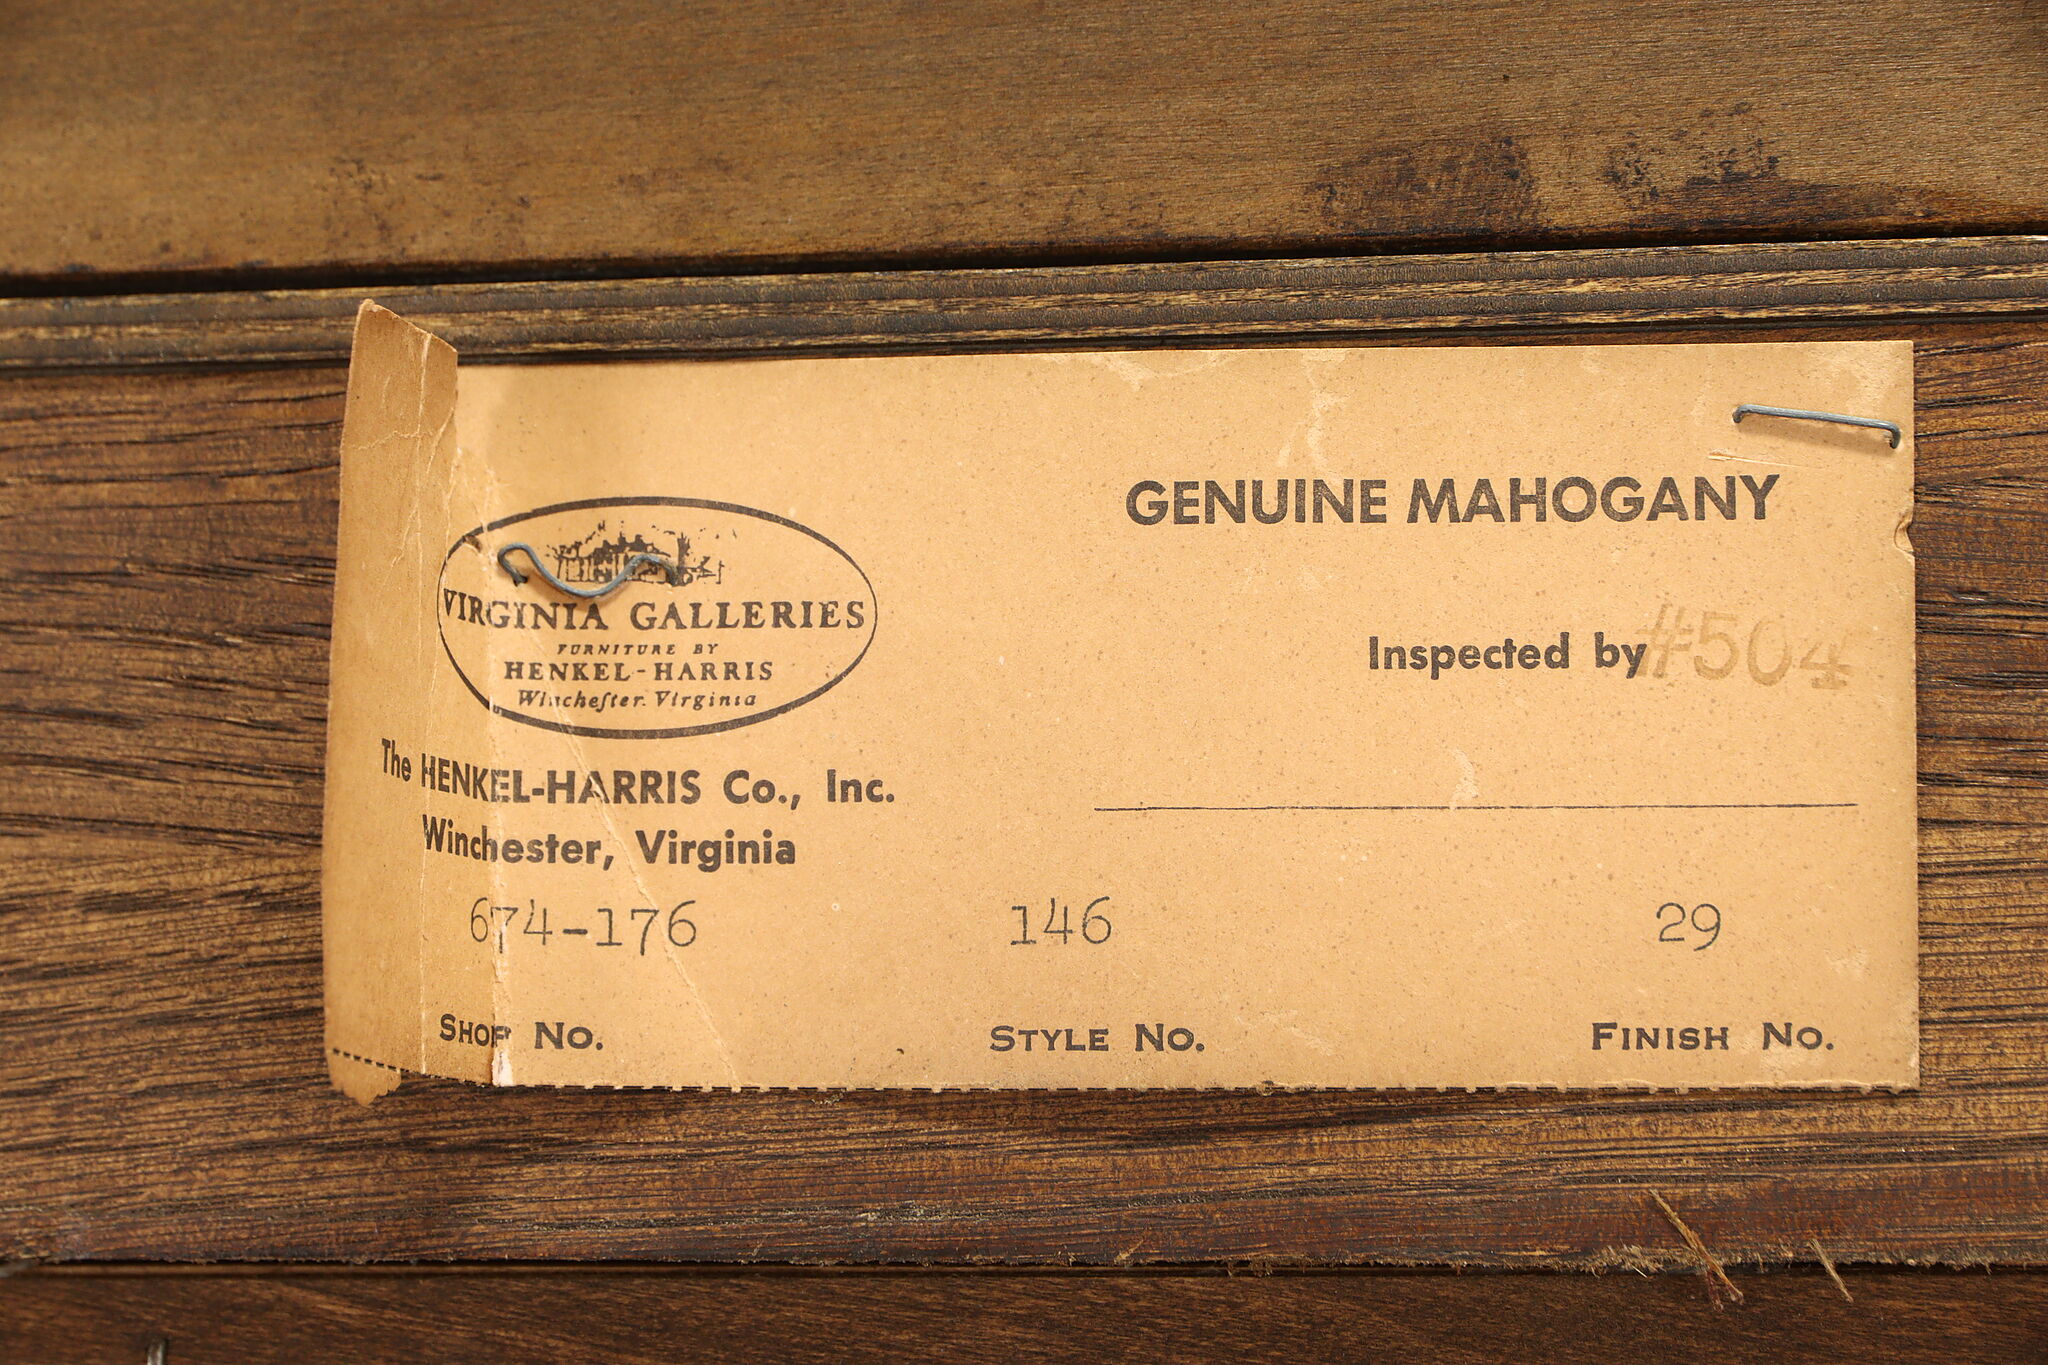 VIRGINIA GALLERIES
FURNITURE BY
HENKEL-HARRIS
Wincheſter. Virginia
The HENKEL-HARRIS Co., Inc.
Winchester, Virginia
GENUINE MAHOGANY
Inspected by #504
674-176 146 29
SHOP No. STYLE No. FINISH No.